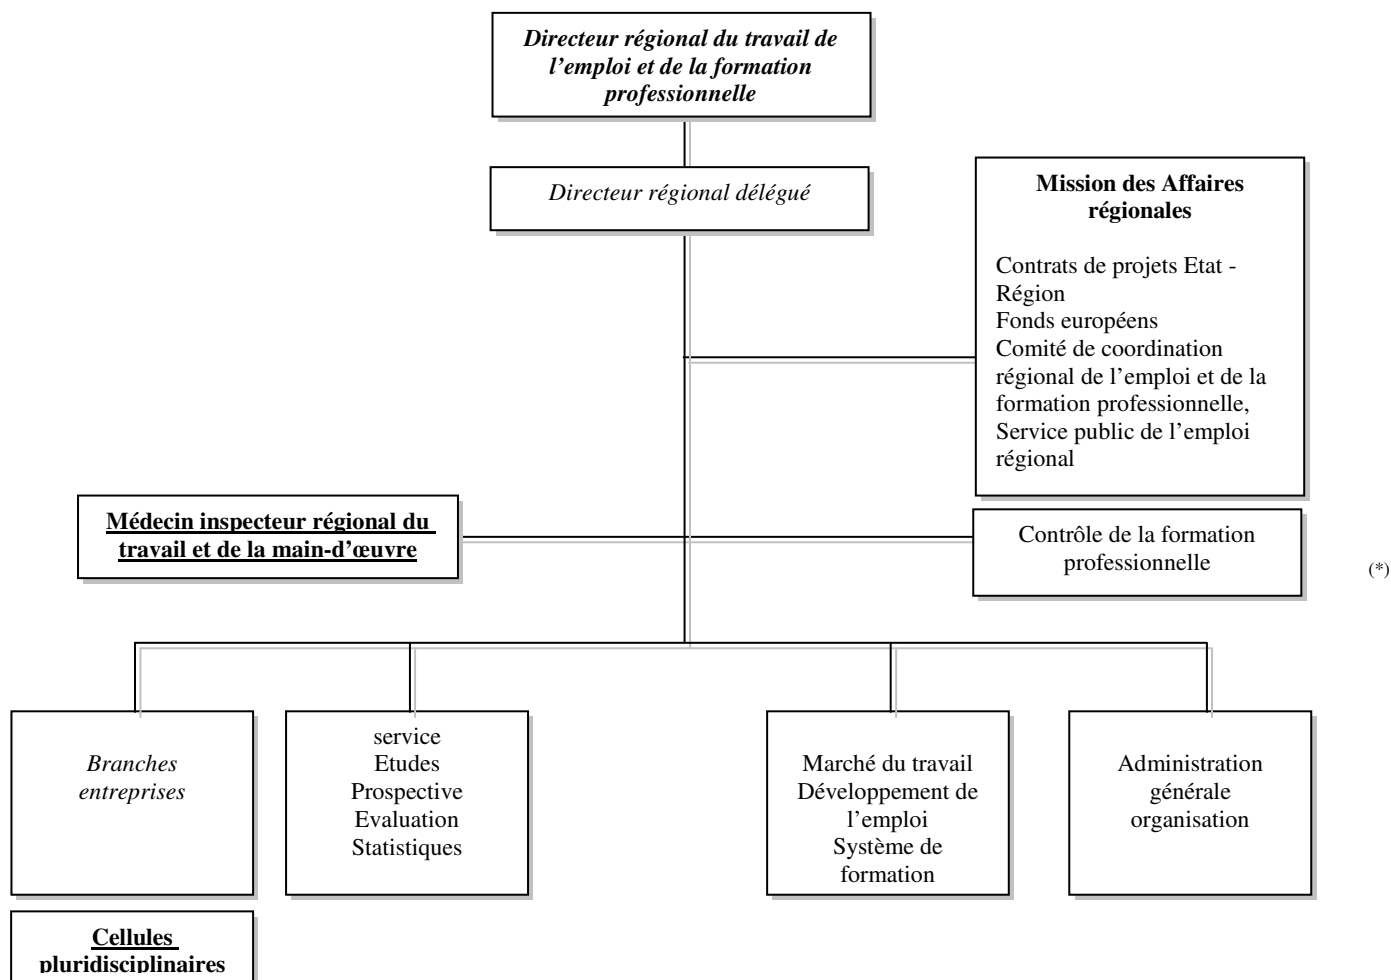 Directeur régional du travail de
l’emploi et de la formation
professionnelle
Directeur régional délégué
Mission des Affaires
régionales
Contrats de projets Etat -
Région
Fonds européens
Comité de coordination
régional de l’emploi et de la
formation professionnelle,
Service public de l’emploi
régional
Médecin inspecteur régional du
travail et de la main-d’œuvre
Contrôle de la formation
professionnelle
(*)
Branches
entreprises
service
Etudes
Prospective
Evaluation
Statistiques
Marché du travail
Développement de
l’emploi
Système de
formation
Administration
générale
organisation
Cellules
pluridisciplinaires